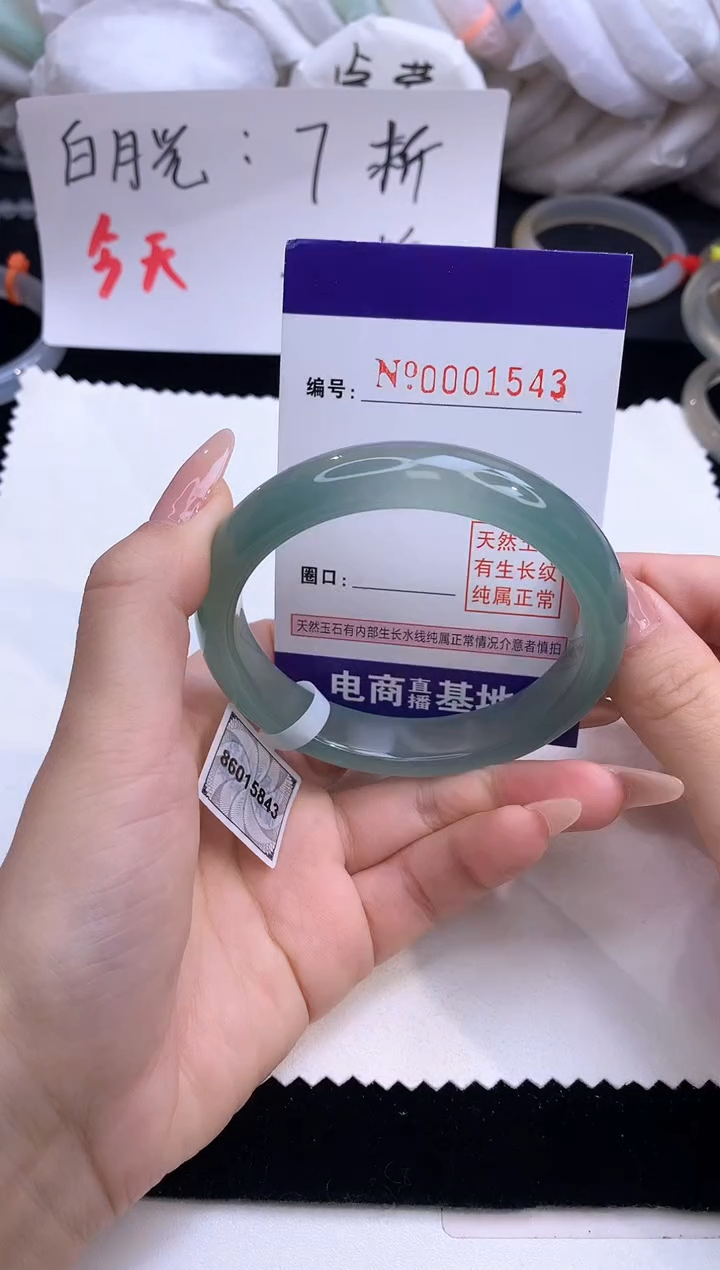 点草
白月光：7折
今天
编号：Nº0001543
天然玉
有生长纹
纯属正常
圈口：
天然玉石有内部生长水线纯属正常情况介意者慎拍
电商直播基地
86015843